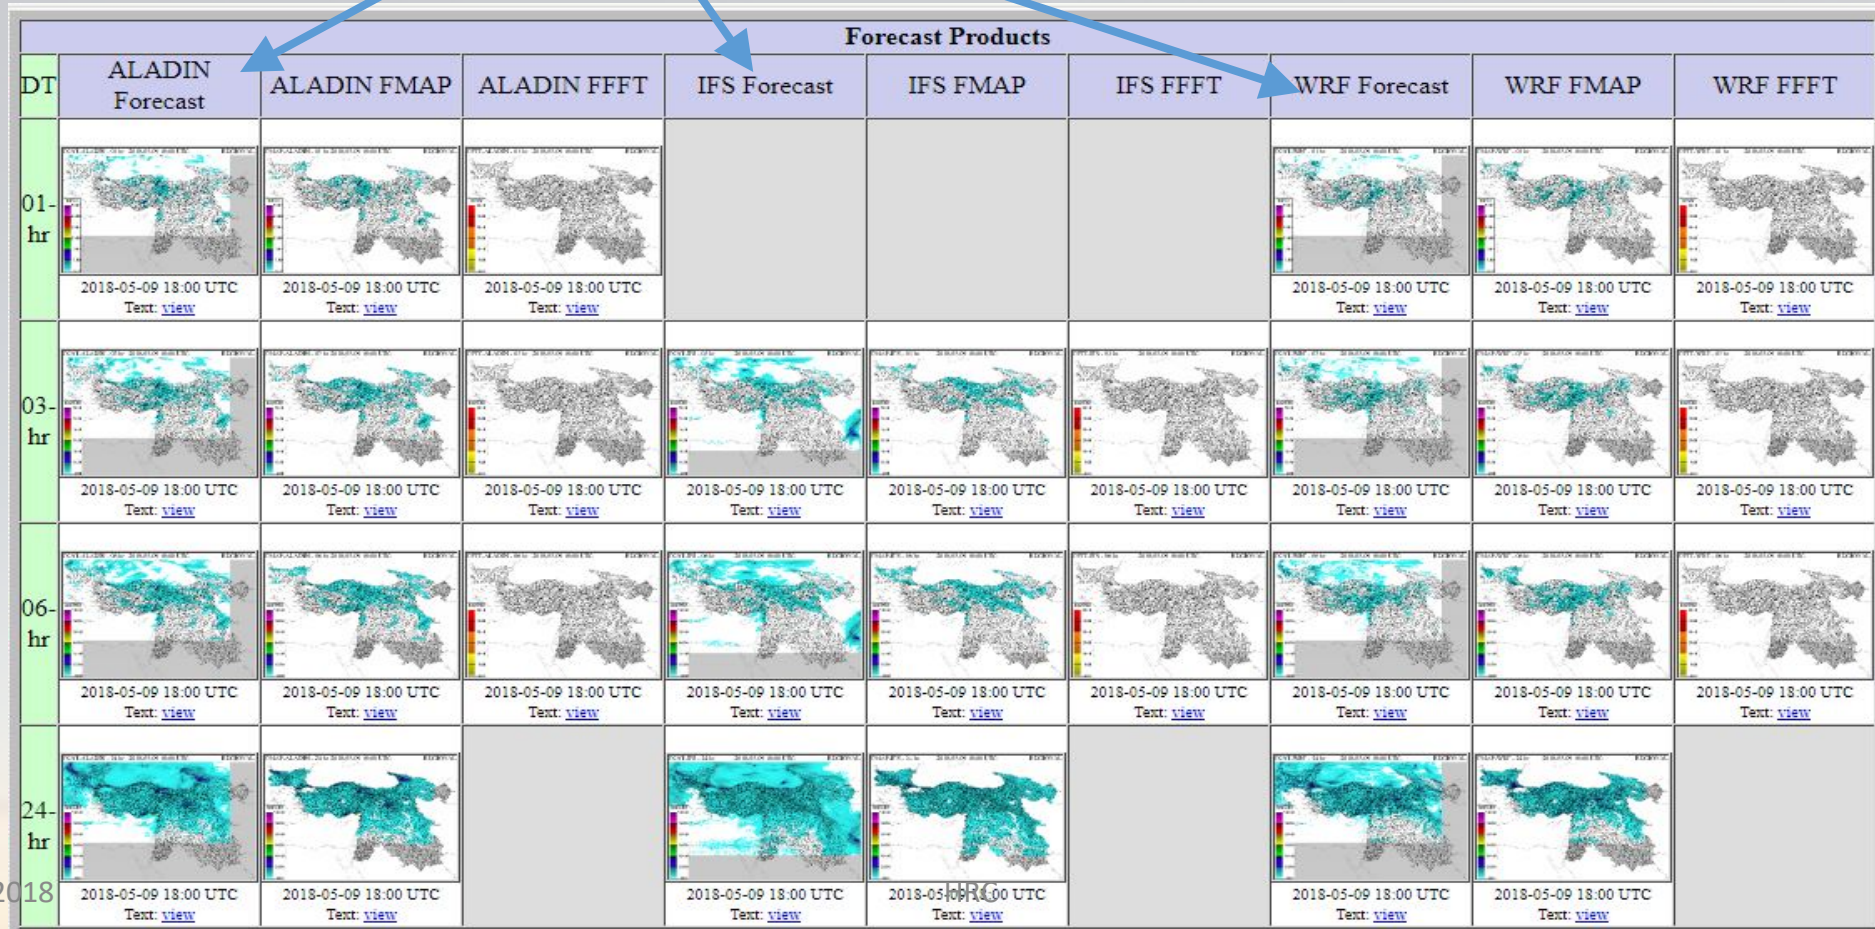 Forecast Products
DT
ALADIN
Forecast
ALADIN FMAP
ALADIN FFFT
IFS Forecast
IFS FMAP
IFS FFFT
WRF Forecast
WRF FMAP
WRF FFFT
01-
hr
2018-05-09 18:00 UTC
Text: view
2018-05-09 18:00 UTC
Text: view
2018-05-09 18:00 UTC
Text: view
2018-05-09 18:00 UTC
Text: view
2018-05-09 18:00 UTC
Text: view
2018-05-09 18:00 UTC
Text: view
03-
hr
2018-05-09 18:00 UTC
Text: view
2018-05-09 18:00 UTC
Text: view
2018-05-09 18:00 UTC
Text: view
2018-05-09 18:00 UTC
Text: view
2018-05-09 18:00 UTC
Text: view
2018-05-09 18:00 UTC
Text: view
2018-05-09 18:00 UTC
Text: view
2018-05-09 18:00 UTC
Text: view
2018-05-09 18:00 UTC
Text: view
06-
hr
2018-05-09 18:00 UTC
Text: view
2018-05-09 18:00 UTC
Text: view
2018-05-09 18:00 UTC
Text: view
2018-05-09 18:00 UTC
Text: view
2018-05-09 18:00 UTC
Text: view
2018-05-09 18:00 UTC
Text: view
2018-05-09 18:00 UTC
Text: view
2018-05-09 18:00 UTC
Text: view
2018-05-09 18:00 UTC
Text: view
24-
hr
2018-05-09 18:00 UTC
Text: view
2018-05-09 18:00 UTC
Text: view
2018-05-09 18:00 UTC
Text: view
2018-05-09 18:00 UTC
Text: view
2018-05-09 18:00 UTC
Text: view
2018-05-09 18:00 UTC
Text: view
2018
HRC